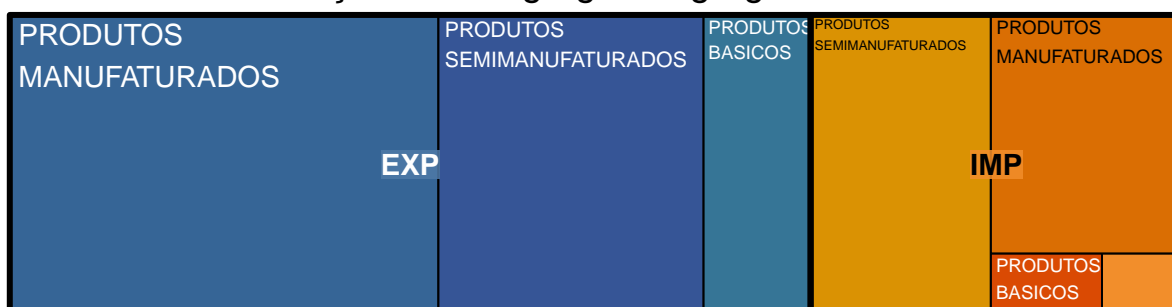 PRODUTOS
MANUFATURADOS
PRODUTOS
SEMIMANUFATURADOS
PRODUTOS
BASICOS
PRODUTOS
SEMIMANUFATURADOS
PRODUTOS
MANUFATURADOS
EXP
IMP
PRODUTOS
BASICOS